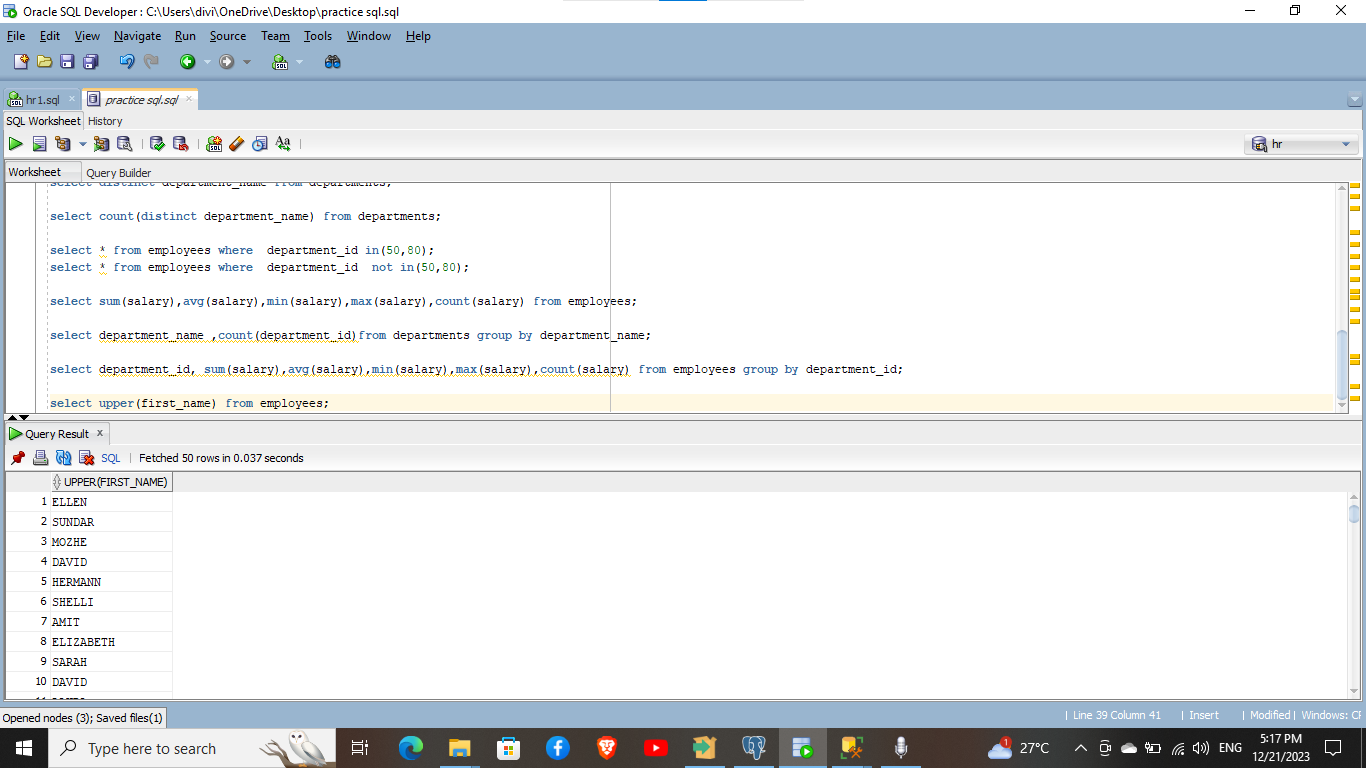 Oracle SQL Developer : C:\Users\divi\OneDrive\Desktop\practice sql.sql
File Edit View Navigate Run Source Team Tools Window Help
hr1.sql practice sql.sql
SQL Worksheet History
hr
Worksheet Query Builder
select distinct department_name from departments;
select count(distinct department_name) from departments;
select * from employees where  department_id in(50,80);
select * from employees where  department_id  not in(50,80);
select sum(salary),avg(salary),min(salary),max(salary),count(salary) from employees;
select department_name ,count(department_id)from departments group by department_name;
select department_id, sum(salary),avg(salary),min(salary),max(salary),count(salary) from employees group by department_id;
select upper(first_name) from employees;
Query Result x
SQL | Fetched 50 rows in 0.037 seconds
UPPER(FIRST_NAME)
1 ELLEN
2 SUNDAR
3 MOZHE
4 DAVID
5 HERMANN
6 SHELLI
7 AMIT
8 ELIZABETH
9 SARAH
10 DAVID
Opened nodes (3); Saved files(1)
| Line 39 Column 41 | Insert | Modified | Windows: CF
Type here to search
1 27°C ENG 5:17 PM
12/21/2023